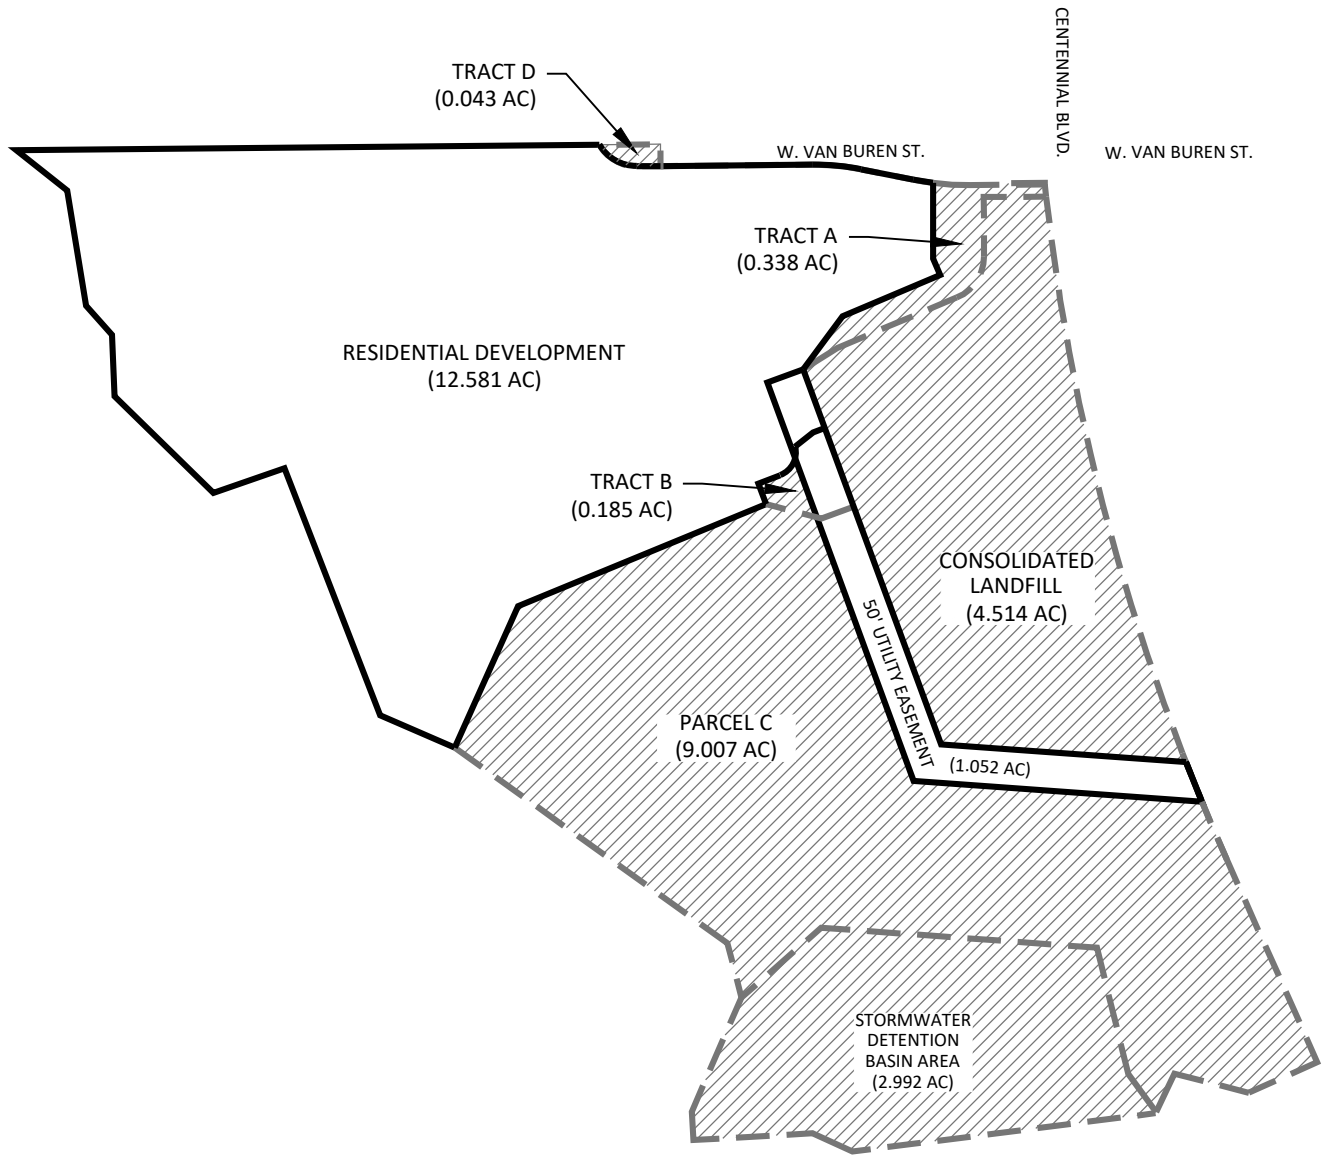 CENTENNIAL BLVD.
TRACT D
(0.043 AC)
W. VAN BUREN ST.
W. VAN BUREN ST.
TRACT A
(0.338 AC)
RESIDENTIAL DEVELOPMENT
(12.581 AC)
TRACT B
(0.185 AC)
CONSOLIDATED
LANDFILL
(4.514 AC)
50' UTILITY EASEMENT
(1.052 AC)
PARCEL C
(9.007 AC)
STORMWATER
DETENTION
BASIN AREA
(2.992 AC)